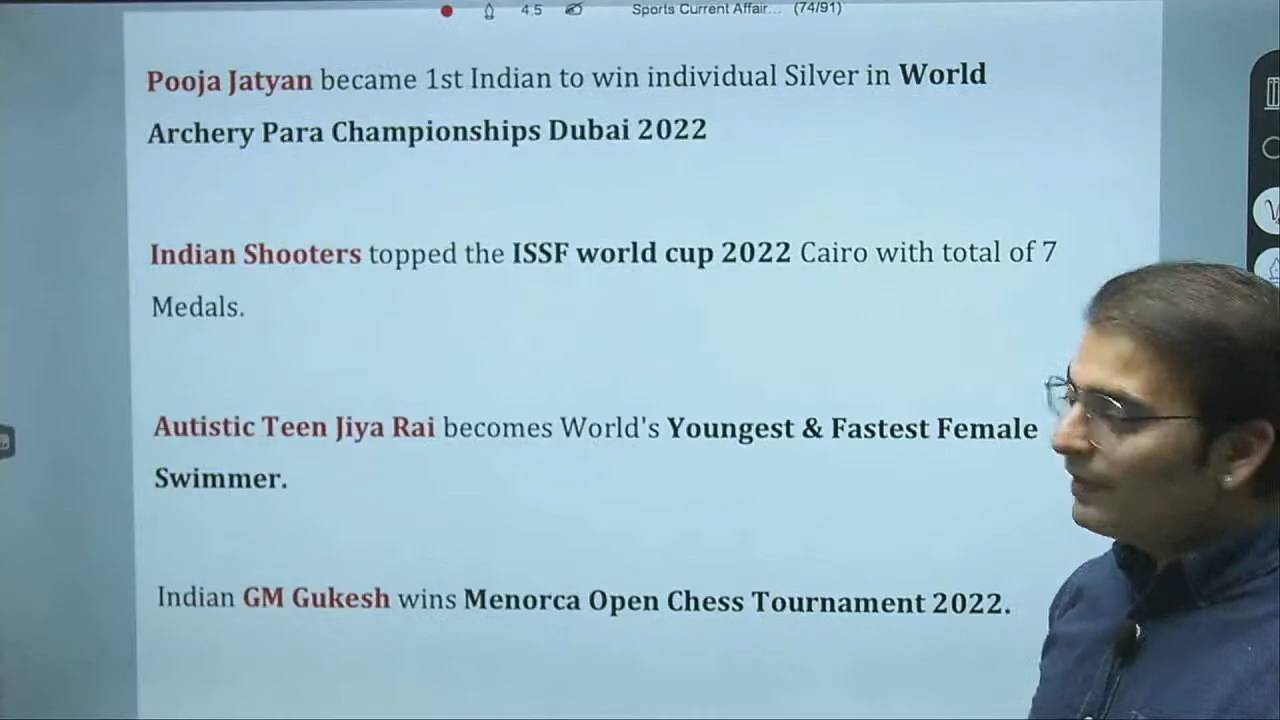 4.5 Sports Current Affair... (74/91)
Pooja Jatyan became 1st Indian to win individual Silver in World
Archery Para Championships Dubai 2022
Indian Shooters topped the ISSF world cup 2022 Cairo with total of 7
Medals.
Autistic Teen Jiya Rai becomes World's Youngest & Fastest Female
Swimmer.
Indian GM Gukesh wins Menorca Open Chess Tournament 2022.